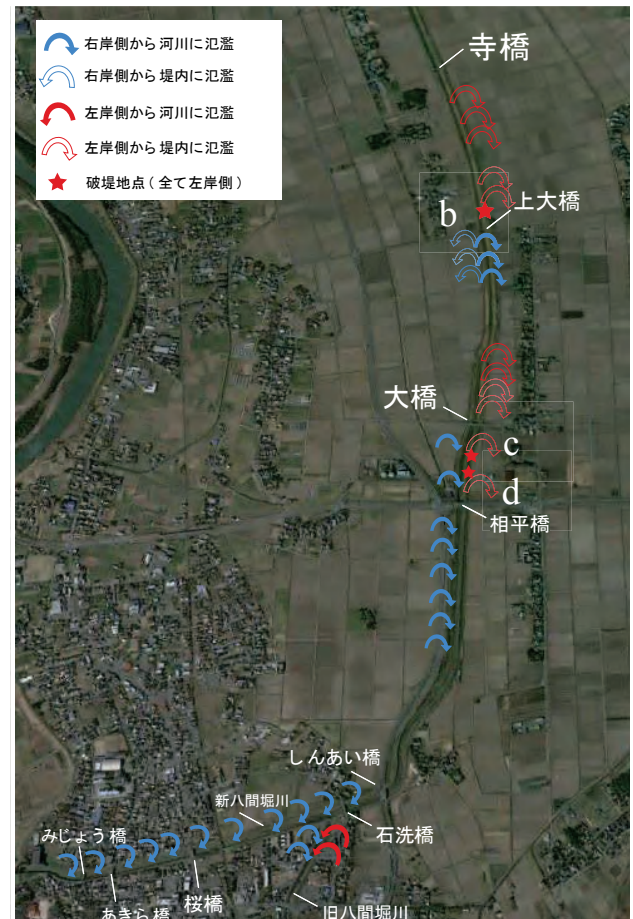 右岸側から河川に氾濫
右岸側から堤内に氾濫
左岸側から河川に氾濫
左岸側から堤内に氾濫
破堤地点(全て左岸側)
寺橋
b
上大橋
大橋
c
d
相平橋
しんあい橋
新八間堀川
石洗橋
みじょう橋
桜橋
あきら橋
旧八間堀川